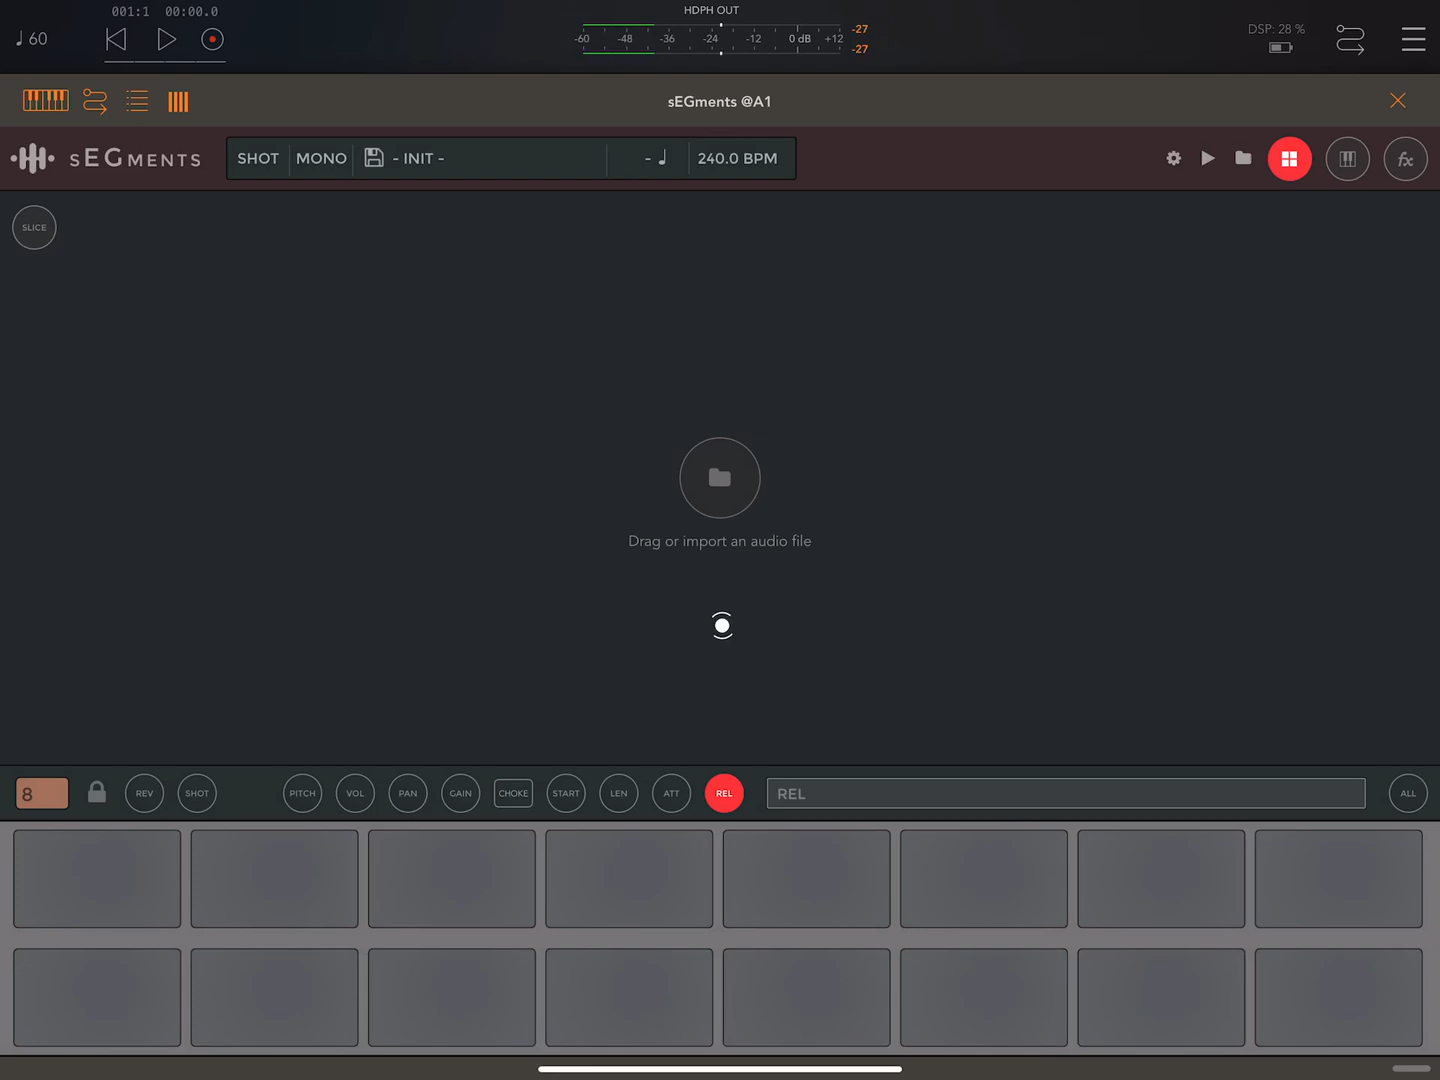 001:1 00:00.0
♩ 60
HDPH OUT
-60 -48 -36 -24 -12 0 dB +12
-27
-27
DSP: 28 %
sEGments @A1
sEGMENTS
SHOT MONO - INIT - - ♩ 240.0 BPM
fx
SLICE
Drag or import an audio file
8 REV SHOT PITCH VOL PAN GAIN CHOKE START LEN ATT REL REL ALL